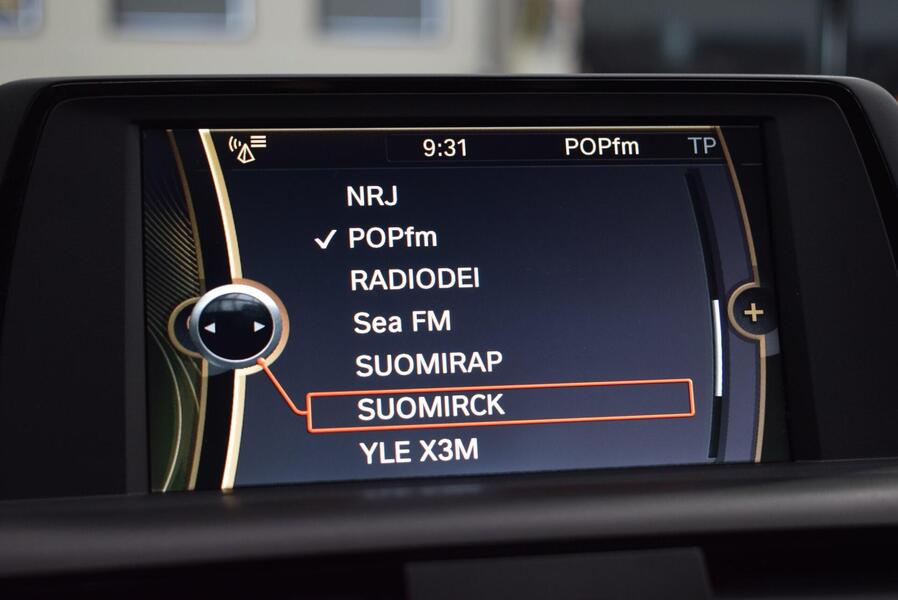 9:31 POPfm TP
NRJ
✓ POPfm
RADIODEI
Sea FM
SUOMIRAP
SUOMIRCK
YLE X3M